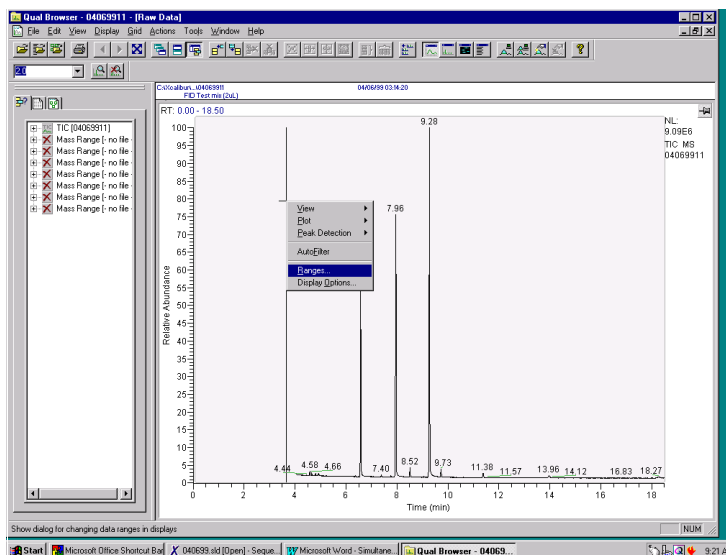 Qual Browser - 04069911 - [Raw Data]
File Edit View Display Grid Actions Tools Window Help
2.0
C:\Xcalibur\...\04069911 04/06/99 03:14:20
FID Test mix (2uL)
TIC [04069911]
Mass Range [- no file -
Mass Range [- no file -
Mass Range [- no file -
Mass Range [- no file -
Mass Range [- no file -
Mass Range [- no file -
Mass Range [- no file -
RT: 0.00 - 18.50
NL:
9.09E6
TIC MS
04069911
Relative Abundance
100
95
90
85
80
75
70
65
60
55
50
45
40
35
30
25
20
15
10
5
0
9.28
7.96
4.44 4.58 4.66 7.40 8.52 9.73 11.38 11.57 13.96 14.12 16.83 18.27
View
Plot
Peak Detection
AutoFilter
Ranges...
Display Options...
0 2 4 6 8 10 12 14 16 18
Time (min)
Show dialog for changing data ranges in displays NUM
Start Microsoft Office Shortcut Bar 040699.sld [Open] - Seque... Microsoft Word - Simultane... Qual Browser - 04069...